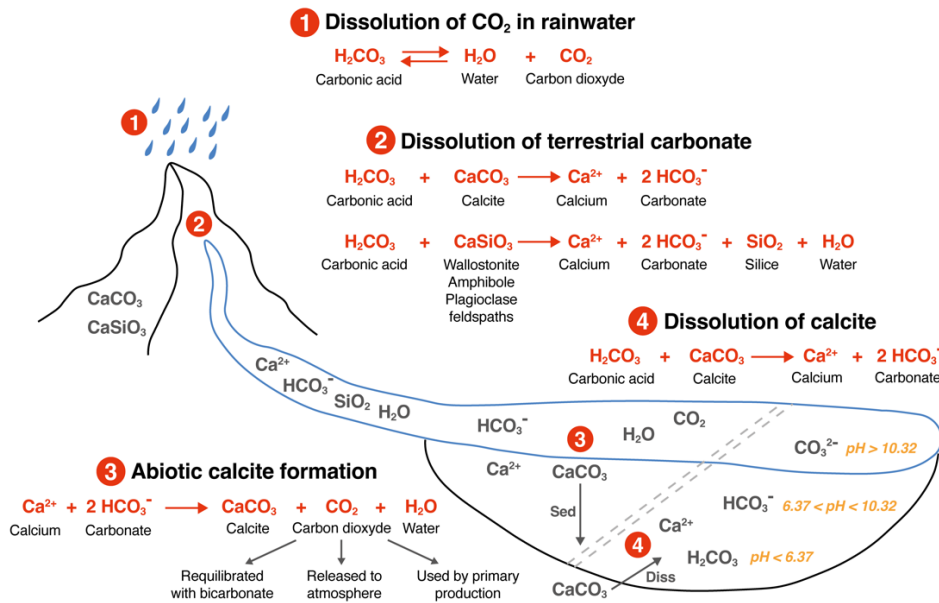 1 Dissolution of CO₂ in rainwater
H₂CO₃ ⇌ H₂O + CO₂
Carbonic acid Water Carbon dioxyde
1
2 Dissolution of terrestrial carbonate
H₂CO₃ + CaCO₃ → Ca²⁺ + 2 HCO₃⁻
Carbonic acid Calcite Calcium Carbonate
2
H₂CO₃ + CaSiO₃ → Ca²⁺ + 2 HCO₃⁻ + SiO₂ + H₂O
Carbonic acid Wallostonite Calcium Carbonate Silice Water
Amphibole
Plagioclase
feldspaths
CaCO₃
CaSiO₃
4 Dissolution of calcite
H₂CO₃ + CaCO₃ → Ca²⁺ + 2 HCO₃⁻
Carbonic acid Calcite Calcium Carbonate
Ca²⁺
HCO₃⁻
SiO₂
H₂O
HCO₃⁻
3
H₂O
CO₂
CO₃²⁻ pH > 10.32
Ca²⁺
CaCO₃
Sed
HCO₃⁻ 6.37 < pH < 10.32
Ca²⁺
4
H₂CO₃ pH < 6.37
Diss
CaCO₃
3 Abiotic calcite formation
Ca²⁺ + 2 HCO₃⁻ → CaCO₃ + CO₂ + H₂O
Calcium Carbonate Calcite Carbon dioxyde Water
Requilibrated
with bicarbonate
Released to
atmosphere
Used by primary
production